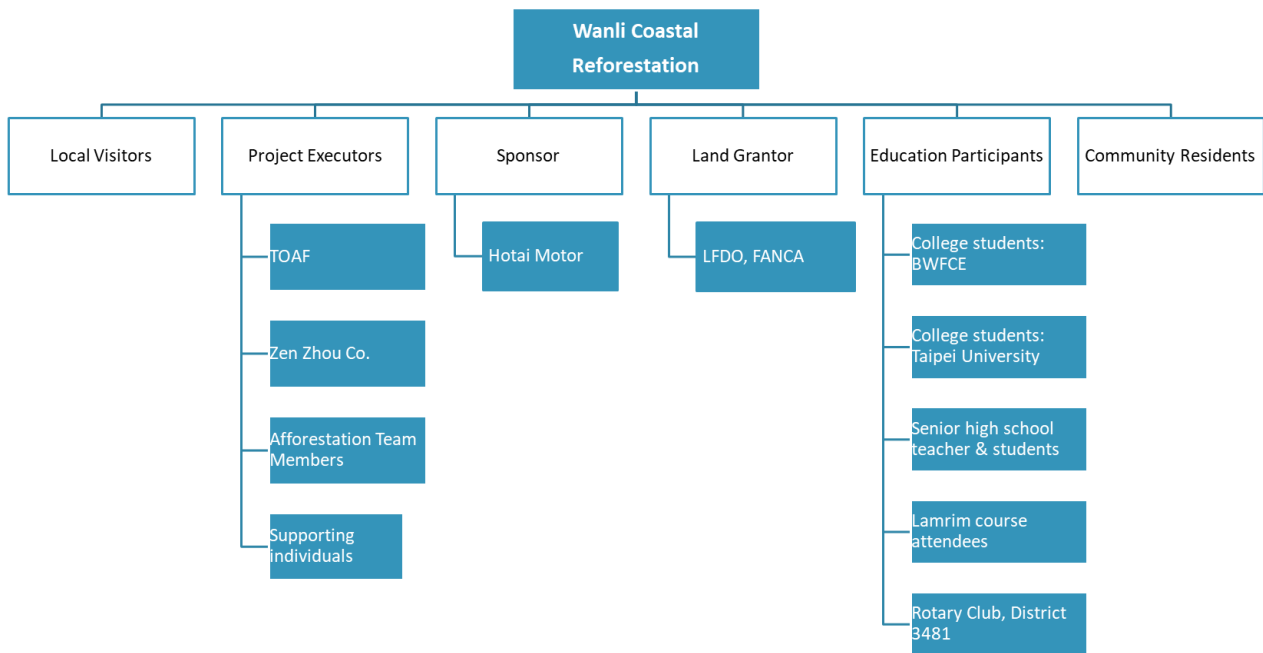 Wanli Coastal
Reforestation
Local Visitors
Project Executors
Sponsor
Land Grantor
Education Participants
Community Residents
TOAF
Zen Zhou Co.
Afforestation Team
Members
Supporting
individuals
Hotai Motor
LFDO, FANCA
College students:
BWFCE
College students:
Taipei University
Senior high school
teacher & students
Lamrim course
attendees
Rotary Club, District
3481